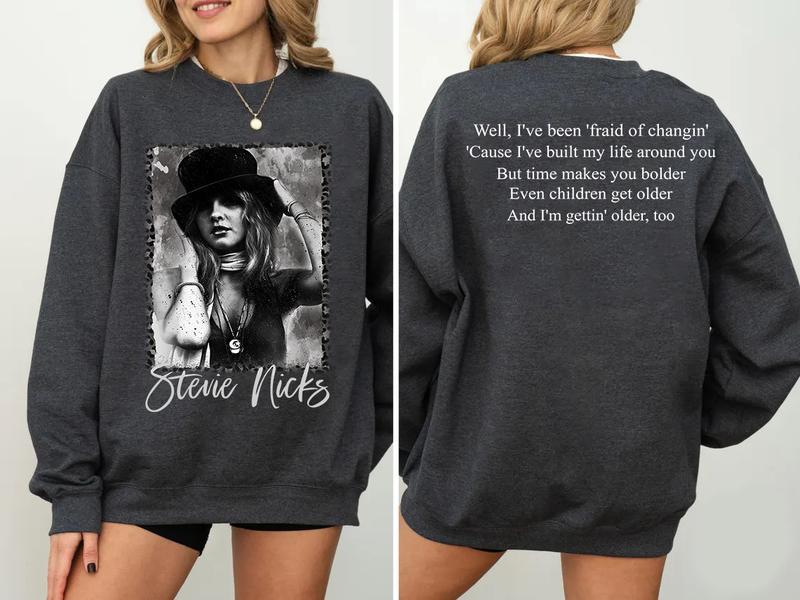 Stevie Nicks
Well, I've been 'fraid of changin'
'Cause I've built my life around you
But time makes you bolder
Even children get older
And I'm gettin' older, too